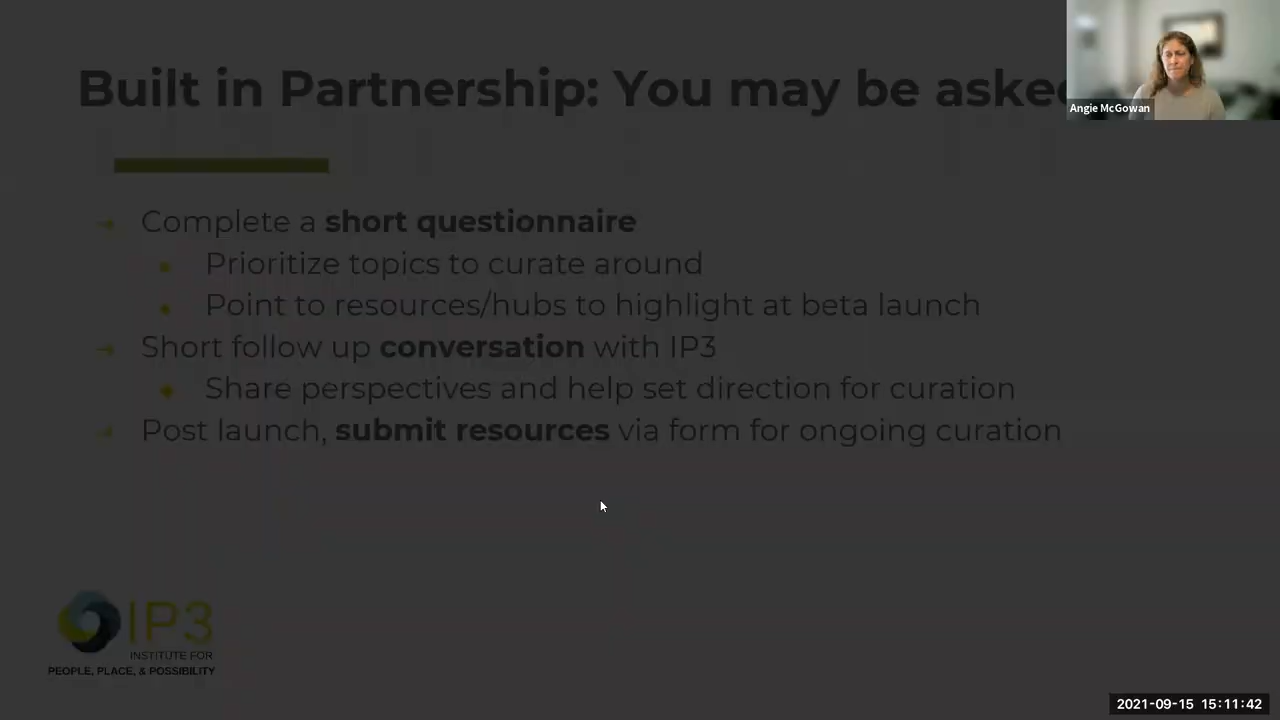 Built in Partnership: You may be asked
Angie McGowan
Complete a short questionnaire
Prioritize topics to curate around
Point to resources/hubs to highlight at beta launch
Short follow up conversation with IP3
Share perspectives and help set direction for curation
Post launch, submit resources via form for ongoing curation
IP3
INSTITUTE FOR
PEOPLE, PLACE, & POSSIBILITY
2021-09-15 15:11:42